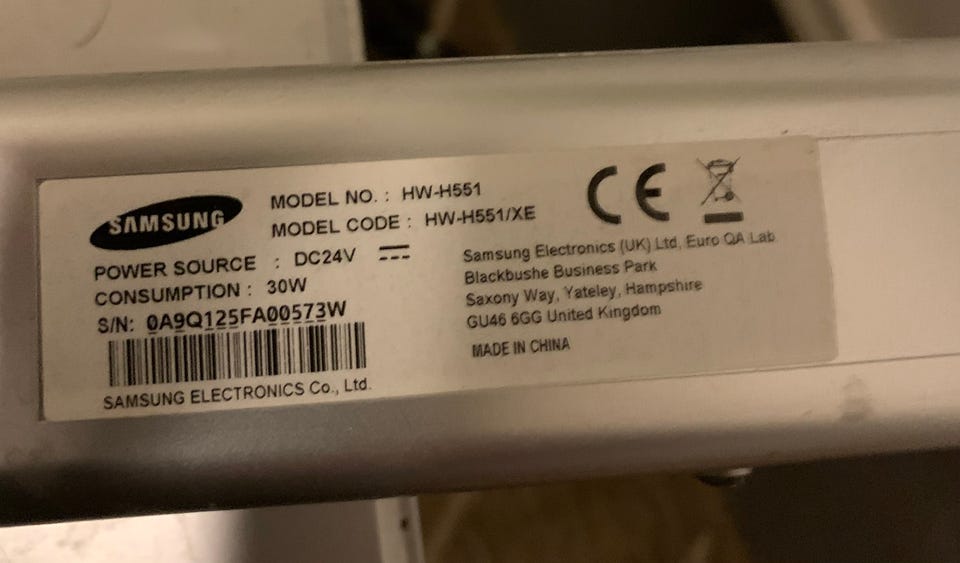 SAMSUNG
MODEL NO. : HW-H551
MODEL CODE : HW-H551/XE
POWER SOURCE : DC24V
CONSUMPTION : 30W
S/N: 0A9Q125FA00573W
SAMSUNG ELECTRONICS Co., Ltd.
CE
Samsung Electronics (UK) Ltd, Euro QA Lab
Blackbushe Business Park
Saxony Way, Yateley, Hampshire
GU46 6GG United Kingdom
MADE IN CHINA